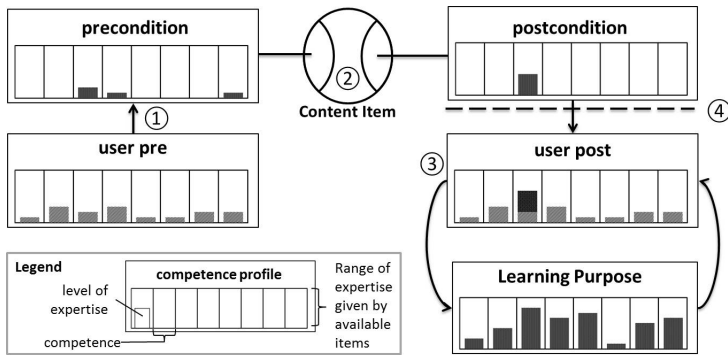 precondition
postcondition
②
Content Item
①
④
user pre
③
user post
Legend
competence profile
level of
expertise
competence
Range of
expertise
given by
available
items
Learning Purpose